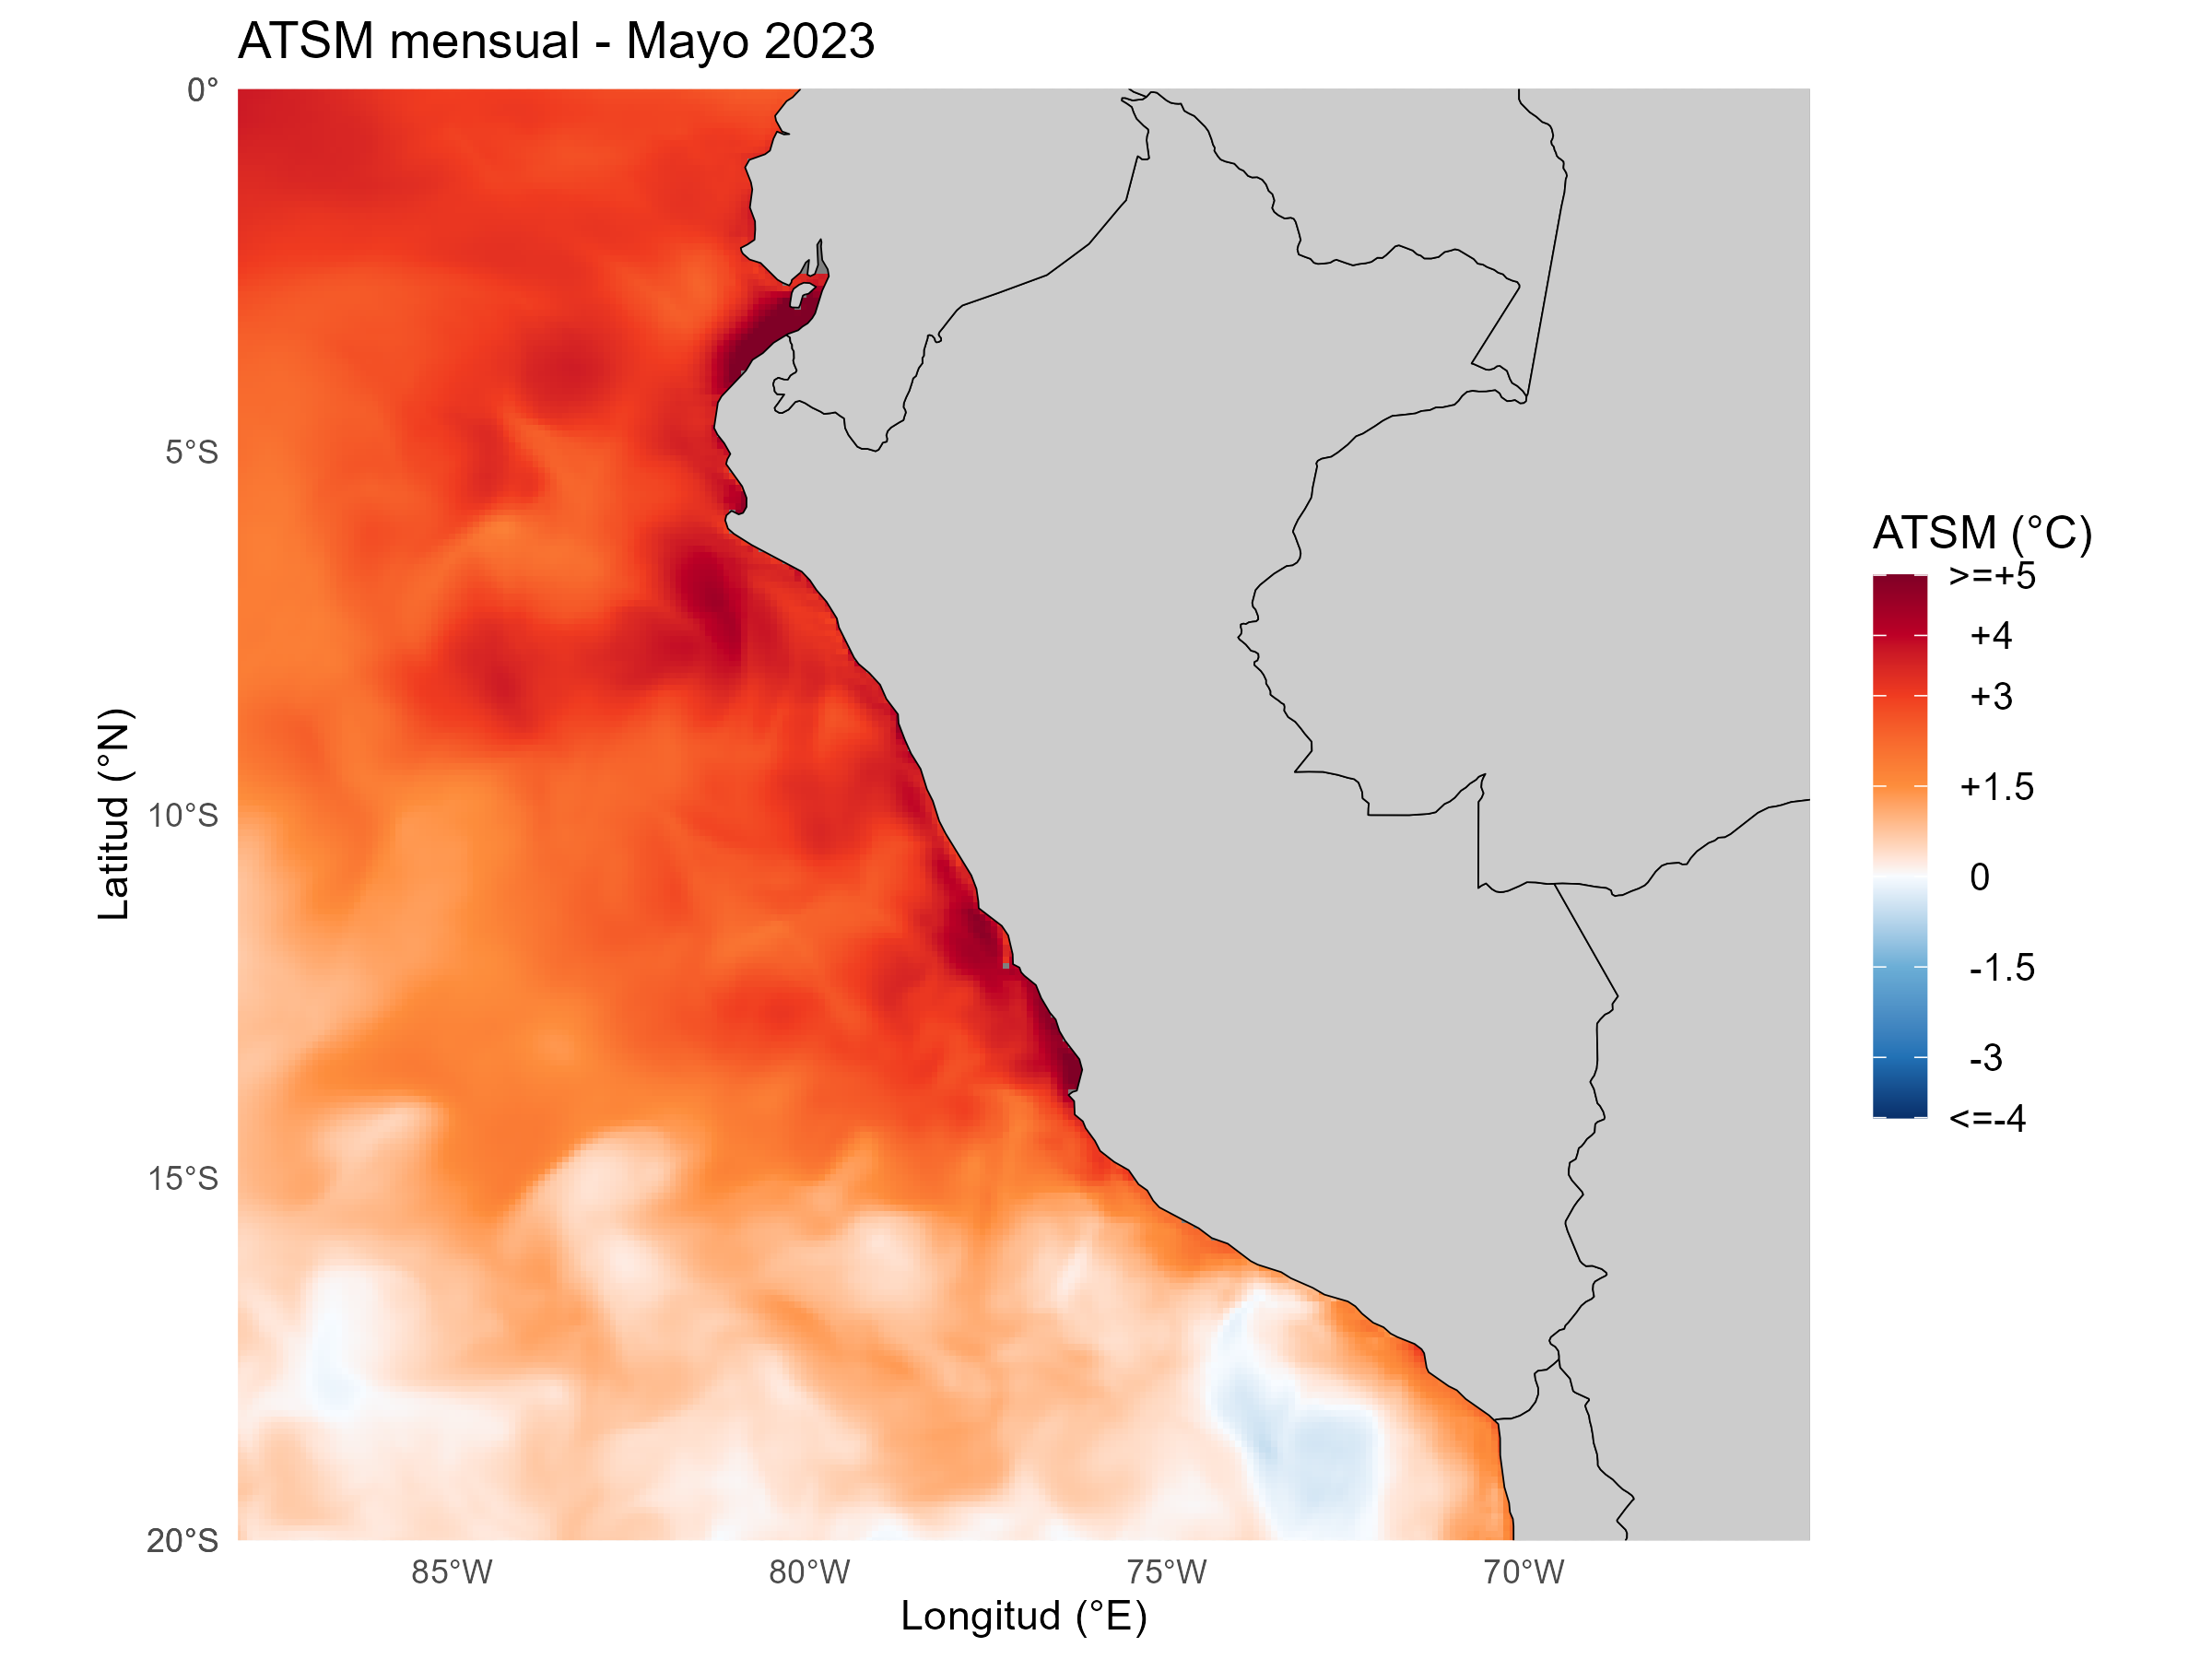 ATSM mensual - Mayo 2023
0°
5°S
10°S
15°S
20°S
Latitud (°N)
85°W
80°W
75°W
70°W
Longitud (°E)
ATSM (°C)
>=+5
+4
+3
+1.5
0
-1.5
-3
<=-4